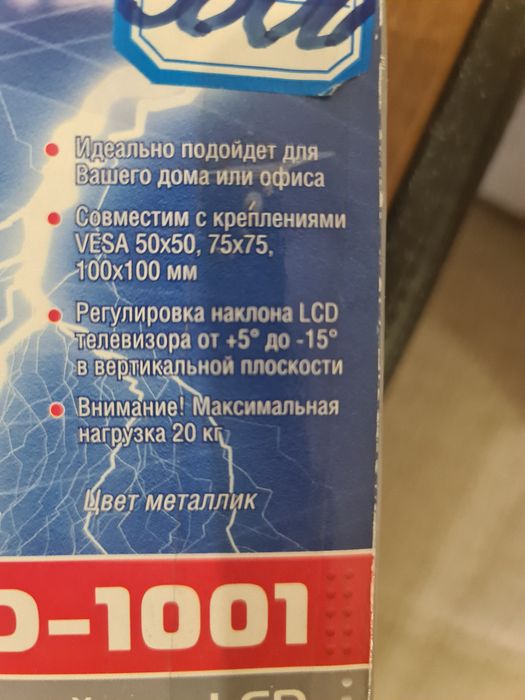 • Идеально подойдет для
Вашего дома или офиса
• Совместим с креплениями
VESA 50x50, 75x75,
100x100 мм
• Регулировка наклона LCD
телевизора от +5° до -15°
в вертикальной плоскости
• Внимание! Максимальная
нагрузка 20 кг
Цвет металлик
-1001
LCD